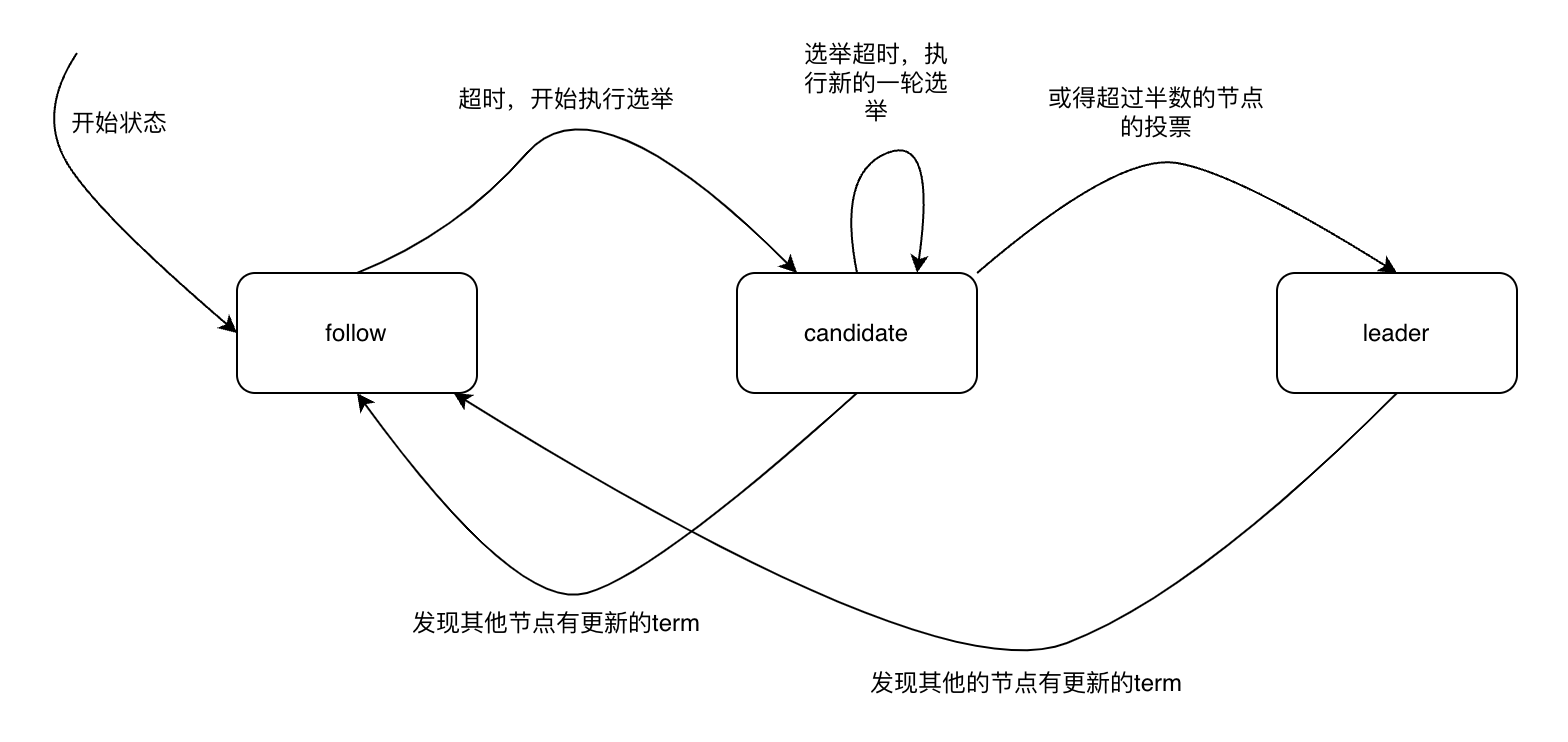 选举超时，执
行新的一轮选
举
超时，开始执行选举
或得超过半数的节点
的投票
开始状态
follow
candidate
leader
发现其他节点有更新的term
发现其他的节点有更新的term